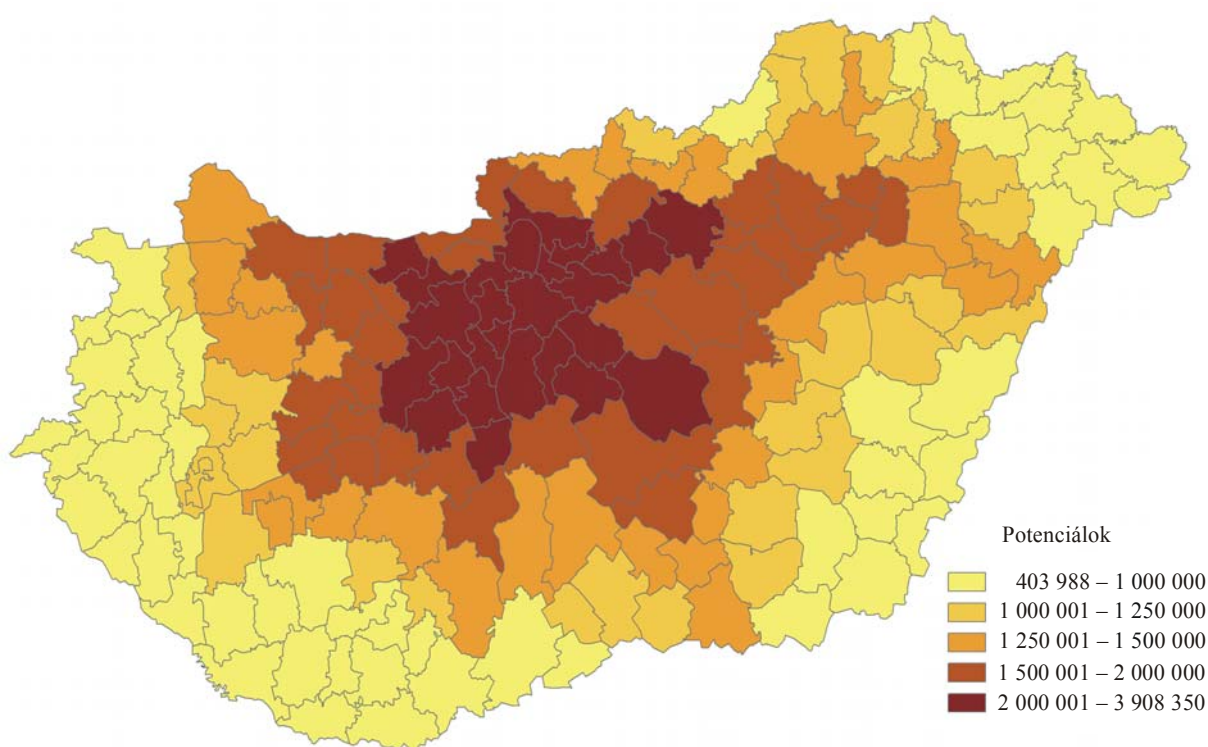 Potenciálok
403 988 – 1 000 000
1 000 001 – 1 250 000
1 250 001 – 1 500 000
1 500 001 – 2 000 000
2 000 001 – 3 908 350